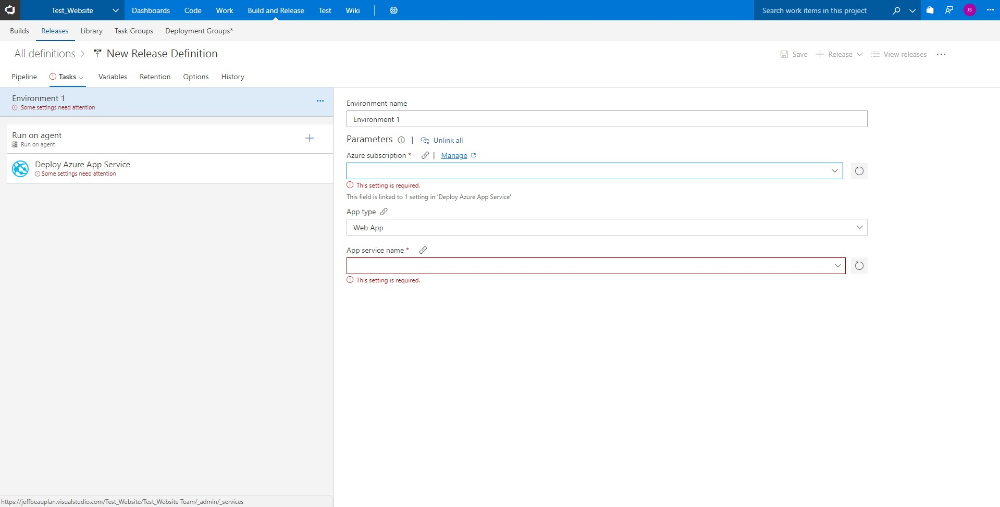 Test_Website Dashboards Code Work Build and Release Test Wiki Search work items in this project JB
Builds Releases Library Task Groups Deployment Groups*
All definitions > New Release Definition Save Release View releases
Pipeline Tasks Variables Retention Options History
Environment 1
Some settings need attention
Run on agent
Run on agent
Deploy Azure App Service
Some settings need attention
Environment name
Environment 1
Parameters | Unlink all
Azure subscription * | Manage
This setting is required.
This field is linked to 1 setting in 'Deploy Azure App Service'
App type
Web App
App service name *
This setting is required.
https://jeffbeauplan.visualstudio.com/Test_Website/Test_Website Team/_admin/_services